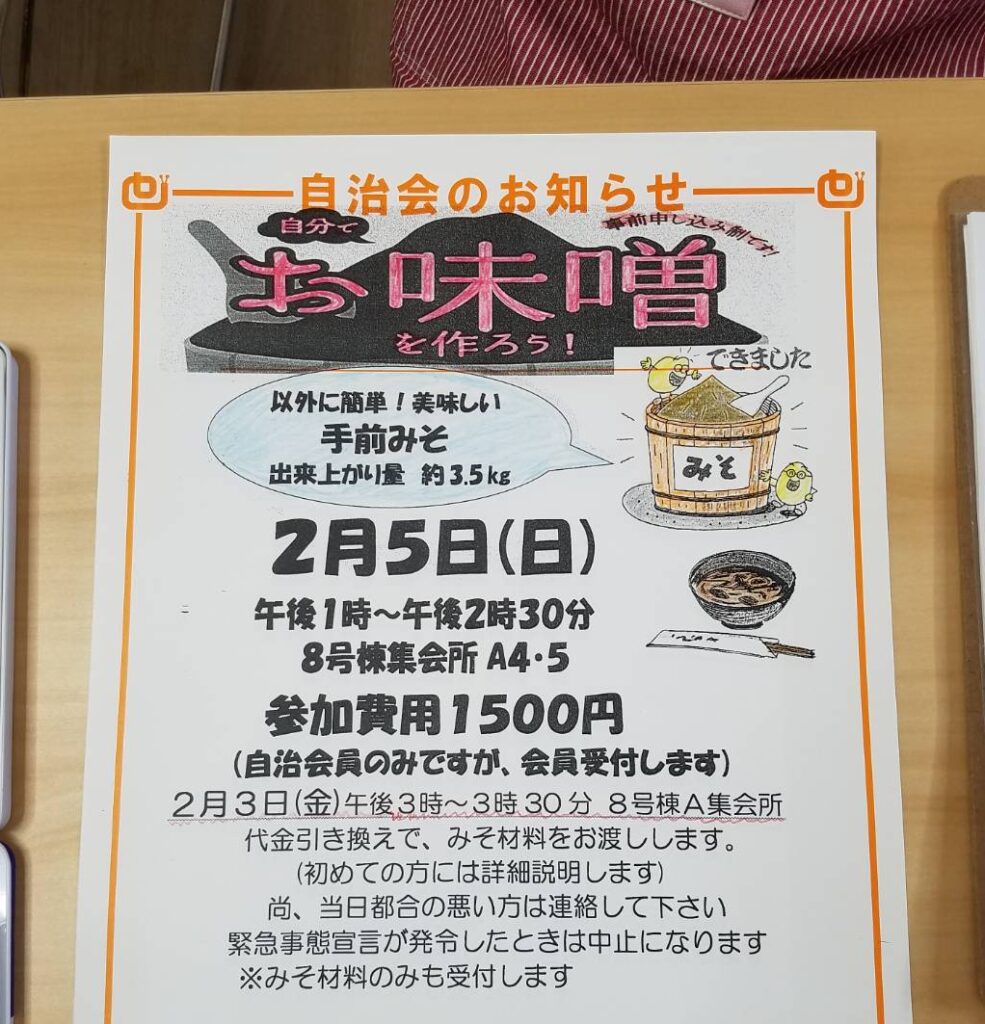 自治会のお知らせ
自分で
事前申し込み制です!
お味噌
を作ろう!
できました
以外に簡単!美味しい
手前みそ
出来上がり量 約3.5kg
みそ
2月5日(日)
午後1時~午後2時30分
8号棟集会所 A4・5
参加費用1500円
(自治会員のみですが、会員受付します)
2月3日(金)午後3時~3時30分 8号棟A集会所
代金引き換えで、みそ材料をお渡しします。
(初めての方には詳細説明します)
尚、当日都合の悪い方は連絡して下さい
緊急事態宣言が発令したときは中止になります
※みそ材料のみも受付します